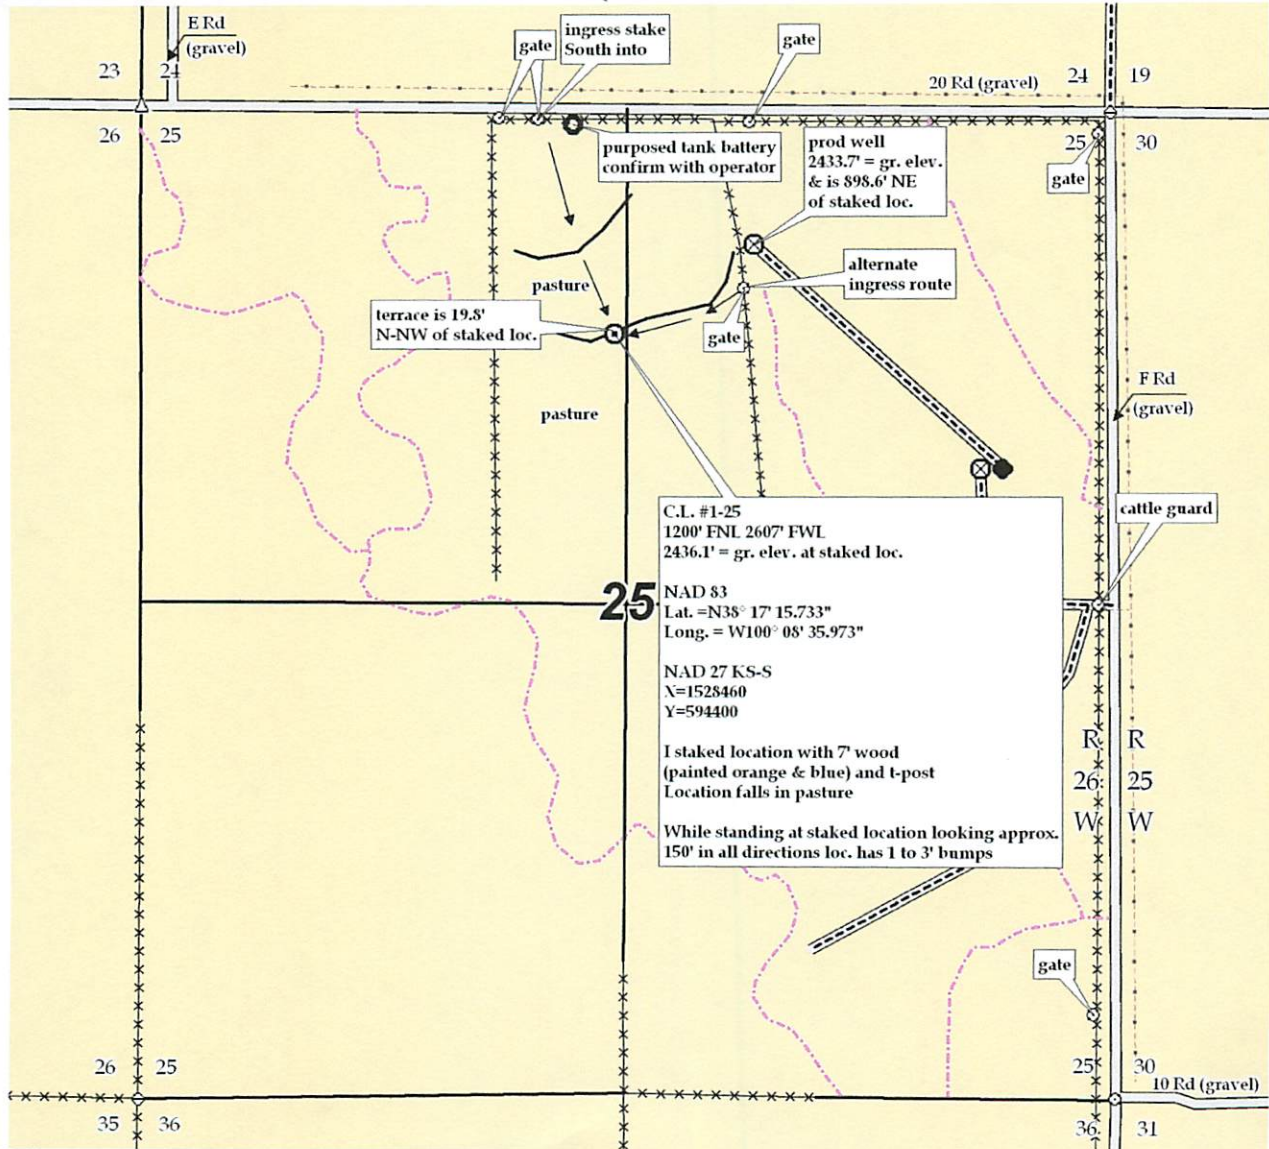 E Rd
(gravel)
gate
ingress stake
South into
gate
23
24
20 Rd (gravel)
24
19
26
25
purposed tank battery
confirm with operator
prod well
2433.7' = gr. elev.
& is 898.6' NE
of staked loc.
25
30
gate
alternate
ingress route
pasture
terrace is 19.8'
N-NW of staked loc.
gate
F Rd
(gravel)
pasture
C.L. #1-25
1200' FNL 2607' FWL
2436.1' = gr. elev. at staked loc.
cattle guard
25
NAD 83
Lat. =N38° 17' 15.733"
Long. = W100° 08' 35.973"
NAD 27 KS-S
X=1528460
Y=594400
I staked location with 7' wood
(painted orange & blue) and t-post
Location falls in pasture
While standing at staked location looking approx.
150' in all directions loc. has 1 to 3' bumps
R
26
W
R
25
W
gate
26
25
25
30
10 Rd (gravel)
35
36
36
31